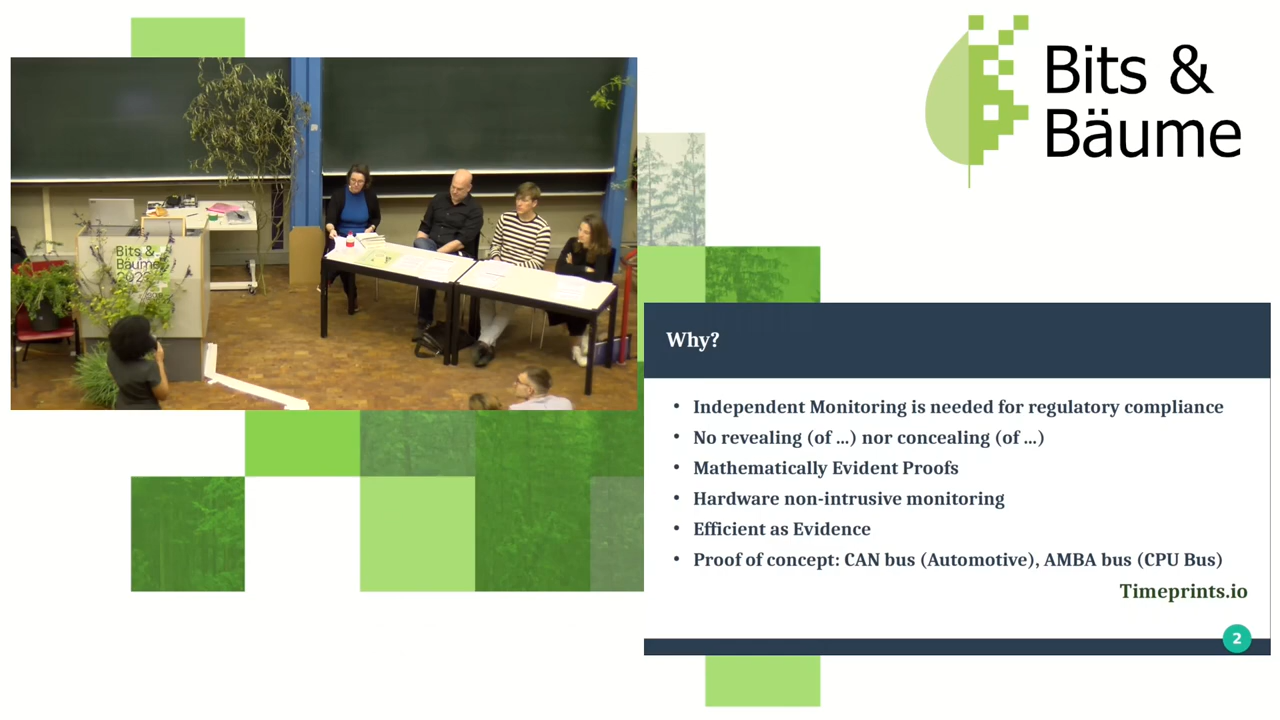 Bits &
Bäume
Bits &
Bäume
Why?
• Independent Monitoring is needed for regulatory compliance
• No revealing (of ...) nor concealing (of ...)
• Mathematically Evident Proofs
• Hardware non-intrusive monitoring
• Efficient as Evidence
• Proof of concept: CAN bus (Automotive), AMBA bus (CPU Bus)
Timeprints.io
2